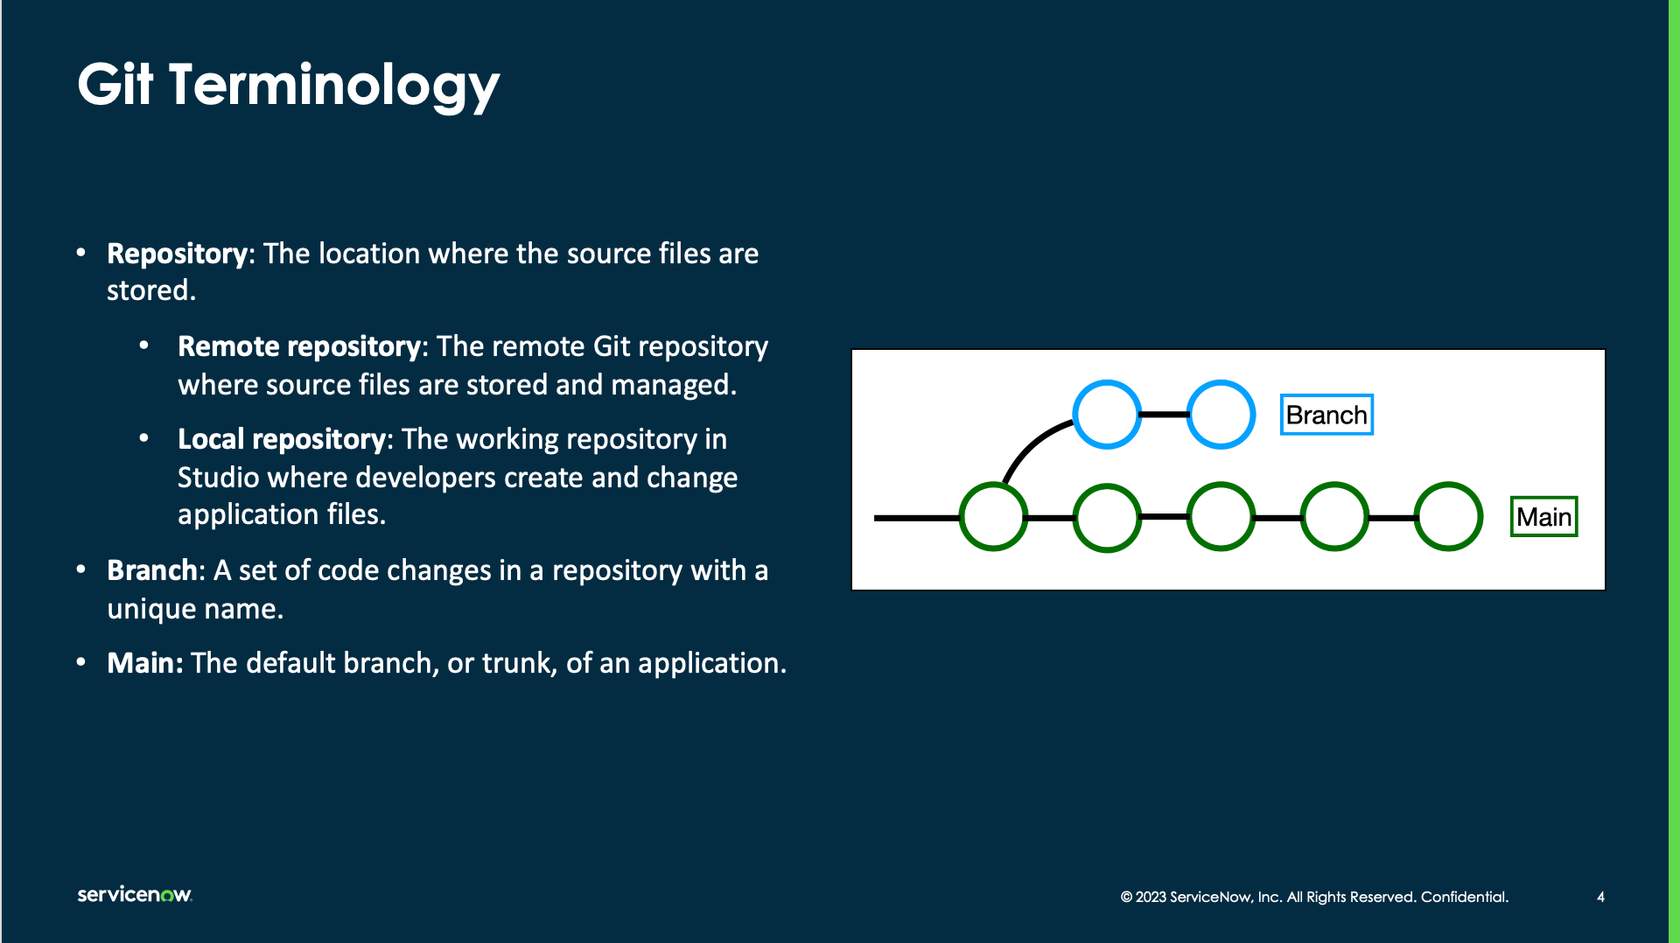 Git Terminology
• Repository: The location where the source files are
stored.
• Remote repository: The remote Git repository
where source files are stored and managed.
• Local repository: The working repository in
Studio where developers create and change
application files.
• Branch: A set of code changes in a repository with a
unique name.
• Main: The default branch, or trunk, of an application.
Branch
Main
servicenow
© 2023 ServiceNow, Inc. All Rights Reserved. Confidential.
4